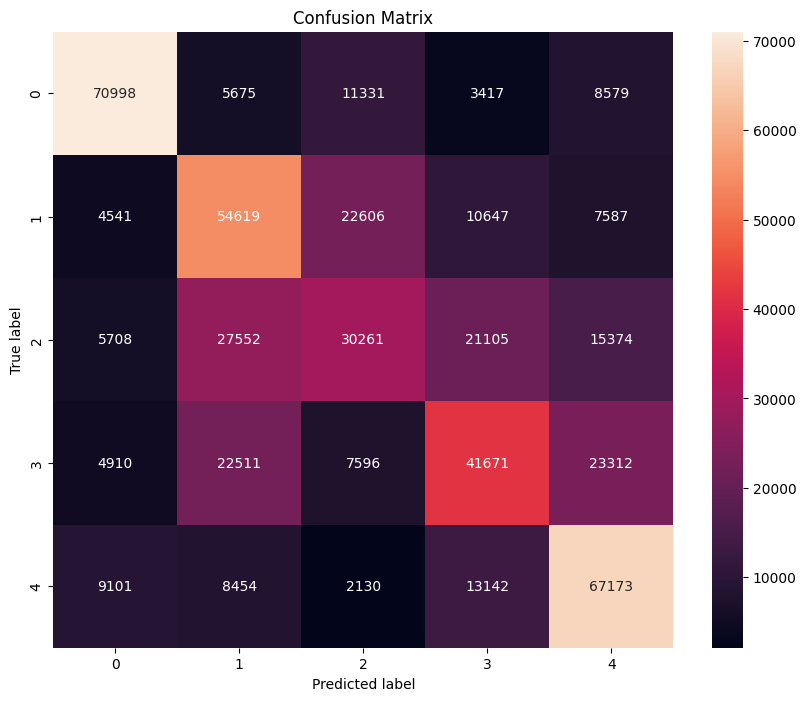 Confusion Matrix
70998 5675 11331 3417 8579
4541 54619 22606 10647 7587
5708 27552 30261 21105 15374
4910 22511 7596 41671 23312
9101 8454 2130 13142 67173
0
1
2
3
4
True label
0 1 2 3 4
Predicted label
70000
60000
50000
40000
30000
20000
10000